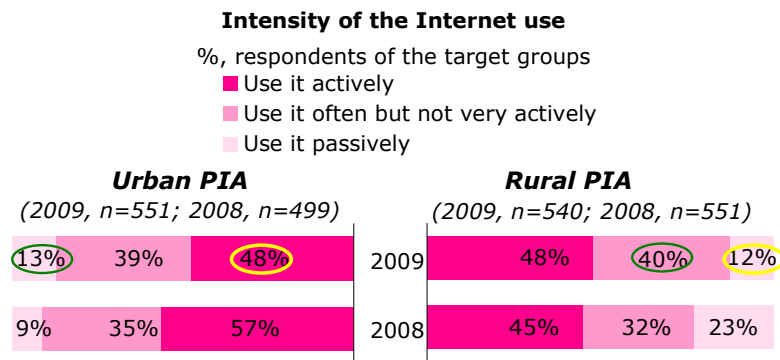 Intensity of the Internet use
%, respondents of the target groups
Use it actively
Use it often but not very actively
Use it passively
Urban PIA
(2009, n=551; 2008, n=499)
Rural PIA
(2009, n=540; 2008, n=551)
13% 39% 48% 2009 48% 40% 12%
9% 35% 57% 2008 45% 32% 23%